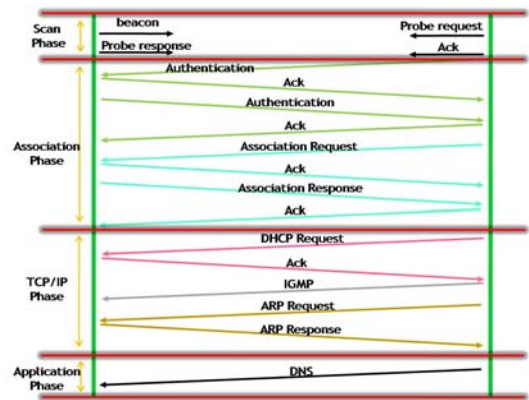 Scan
Phase
beacon
Probe request
Probe response
Ack
Association
Phase
Authentication
Ack
Authentication
Ack
Association Request
Ack
Association Response
Ack
TCP/IP
Phase
DHCP Request
Ack
IGMP
ARP Request
ARP Response
Application
Phase
DNS